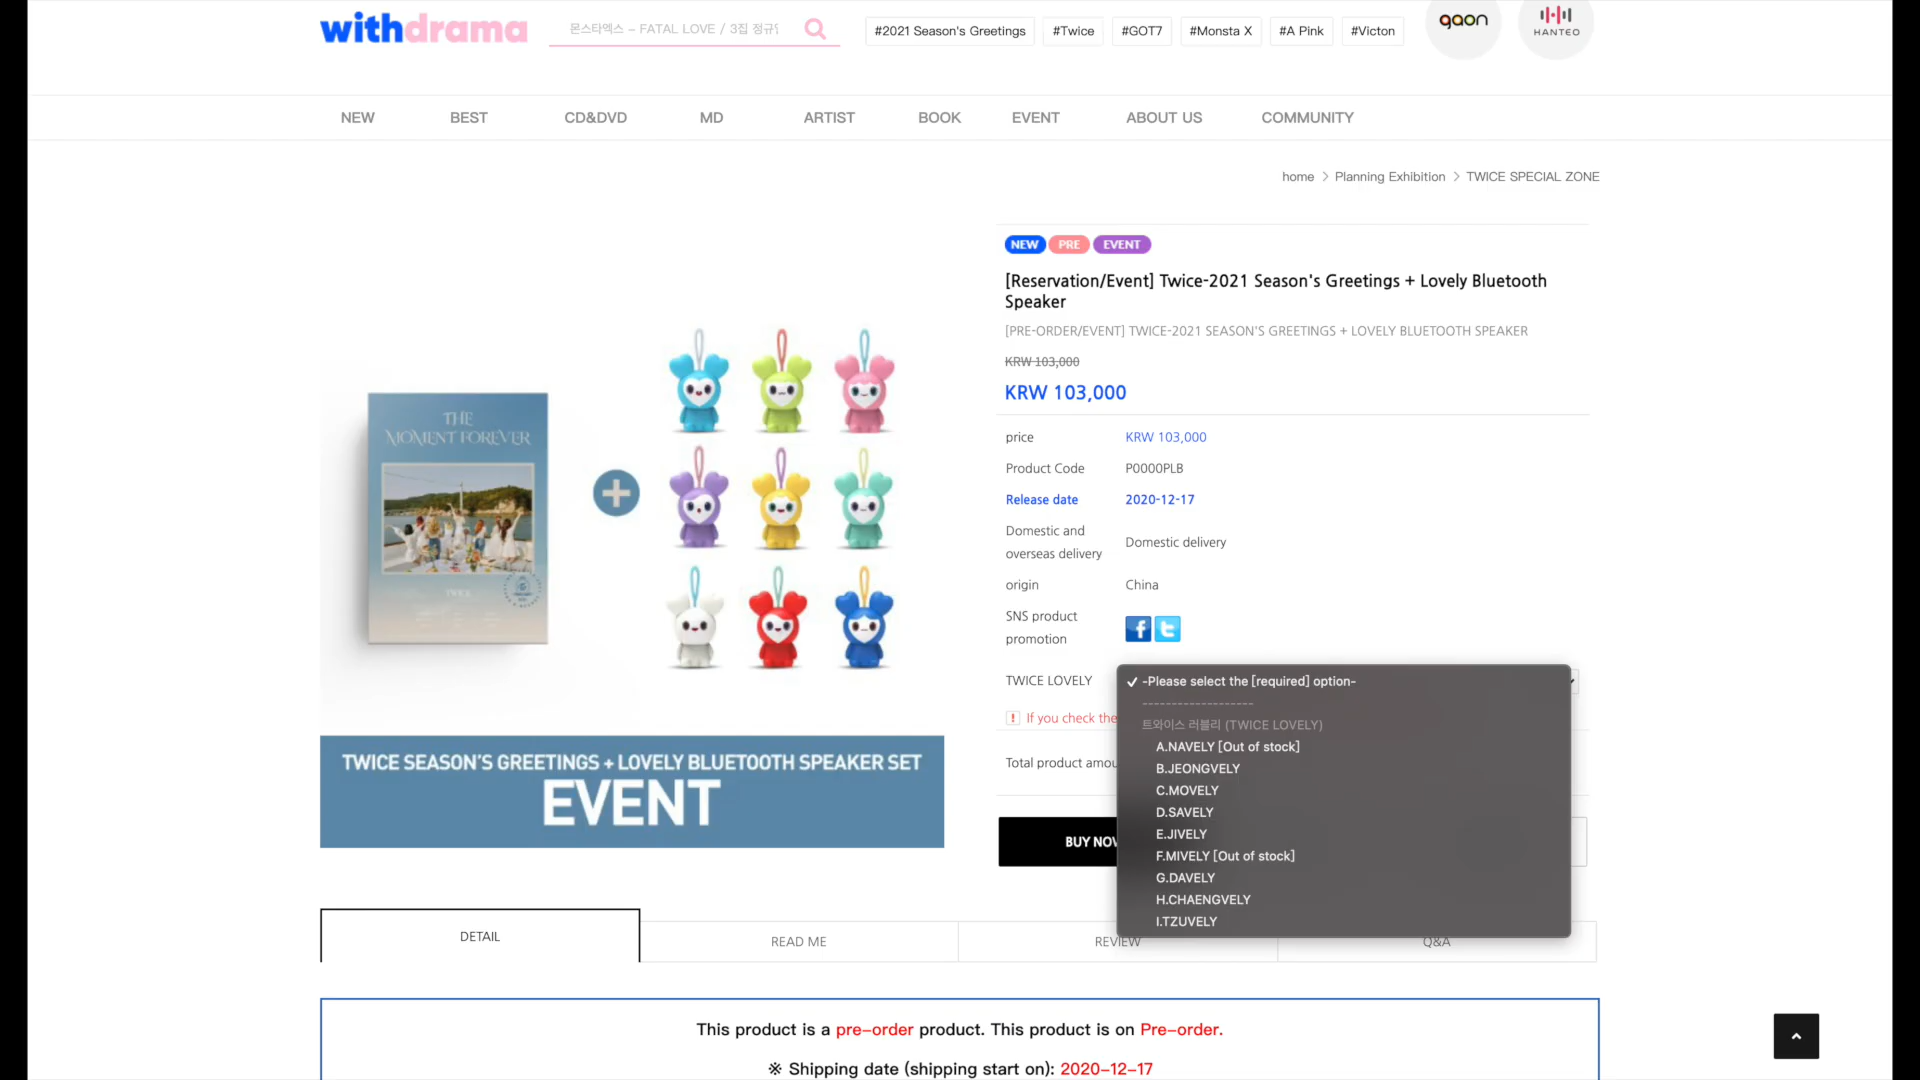 withdrama
몬스타엑스 - FATAL LOVE / 3집 정규
#2021 Season's Greetings
#Twice
#GOT7
#Monsta X
#A Pink
#Victon
gaon
HANTEO
NEW
BEST
CD&DVD
MD
ARTIST
BOOK
EVENT
ABOUT US
COMMUNITY
home > Planning Exhibition > TWICE SPECIAL ZONE
THE
MOMENT FOREVER
TWICE
TWICE SEASON'S GREETINGS + LOVELY BLUETOOTH SPEAKER SET
EVENT
NEW PRE EVENT
[Reservation/Event] Twice-2021 Season's Greetings + Lovely Bluetooth
Speaker
[PRE-ORDER/EVENT] TWICE-2021 SEASON'S GREETINGS + LOVELY BLUETOOTH SPEAKER
KRW 103,000
KRW 103,000
price KRW 103,000
Product Code P0000PLB
Release date 2020-12-17
Domestic and
overseas delivery
Domestic delivery
origin China
SNS product
promotion
TWICE LOVELY
✓ -Please select the [required] option-
-------------------
트와이스 러블리 (TWICE LOVELY)
A.NAVELY [Out of stock]
B.JEONGVELY
C.MOVELY
D.SAVELY
E.JIVELY
F.MIVELY [Out of stock]
G.DAVELY
H.CHAENGVELY
I.TZUVELY
! If you check the
Total product amou
BUY NOW
DETAIL
READ ME
REVIEW
Q&A
This product is a pre-order product. This product is on Pre-order.
※ Shipping date (shipping start on): 2020-12-17